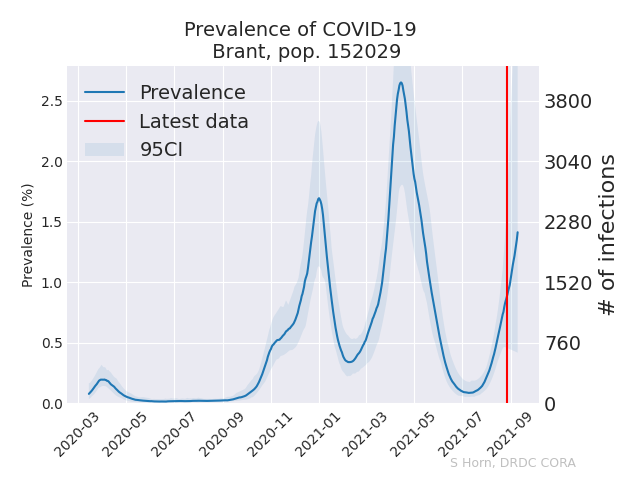 Prevalence of COVID-19
Brant, pop. 152029
Prevalence
Latest data
95CI
Prevalence (%)
2.5
2.0
1.5
1.0
0.5
0.0
3800
3040
2280
1520
760
0
# of infections
2020-03
2020-05
2020-07
2020-09
2020-11
2021-01
2021-03
2021-05
2021-07
2021-09
S Horn, DRDC CORA